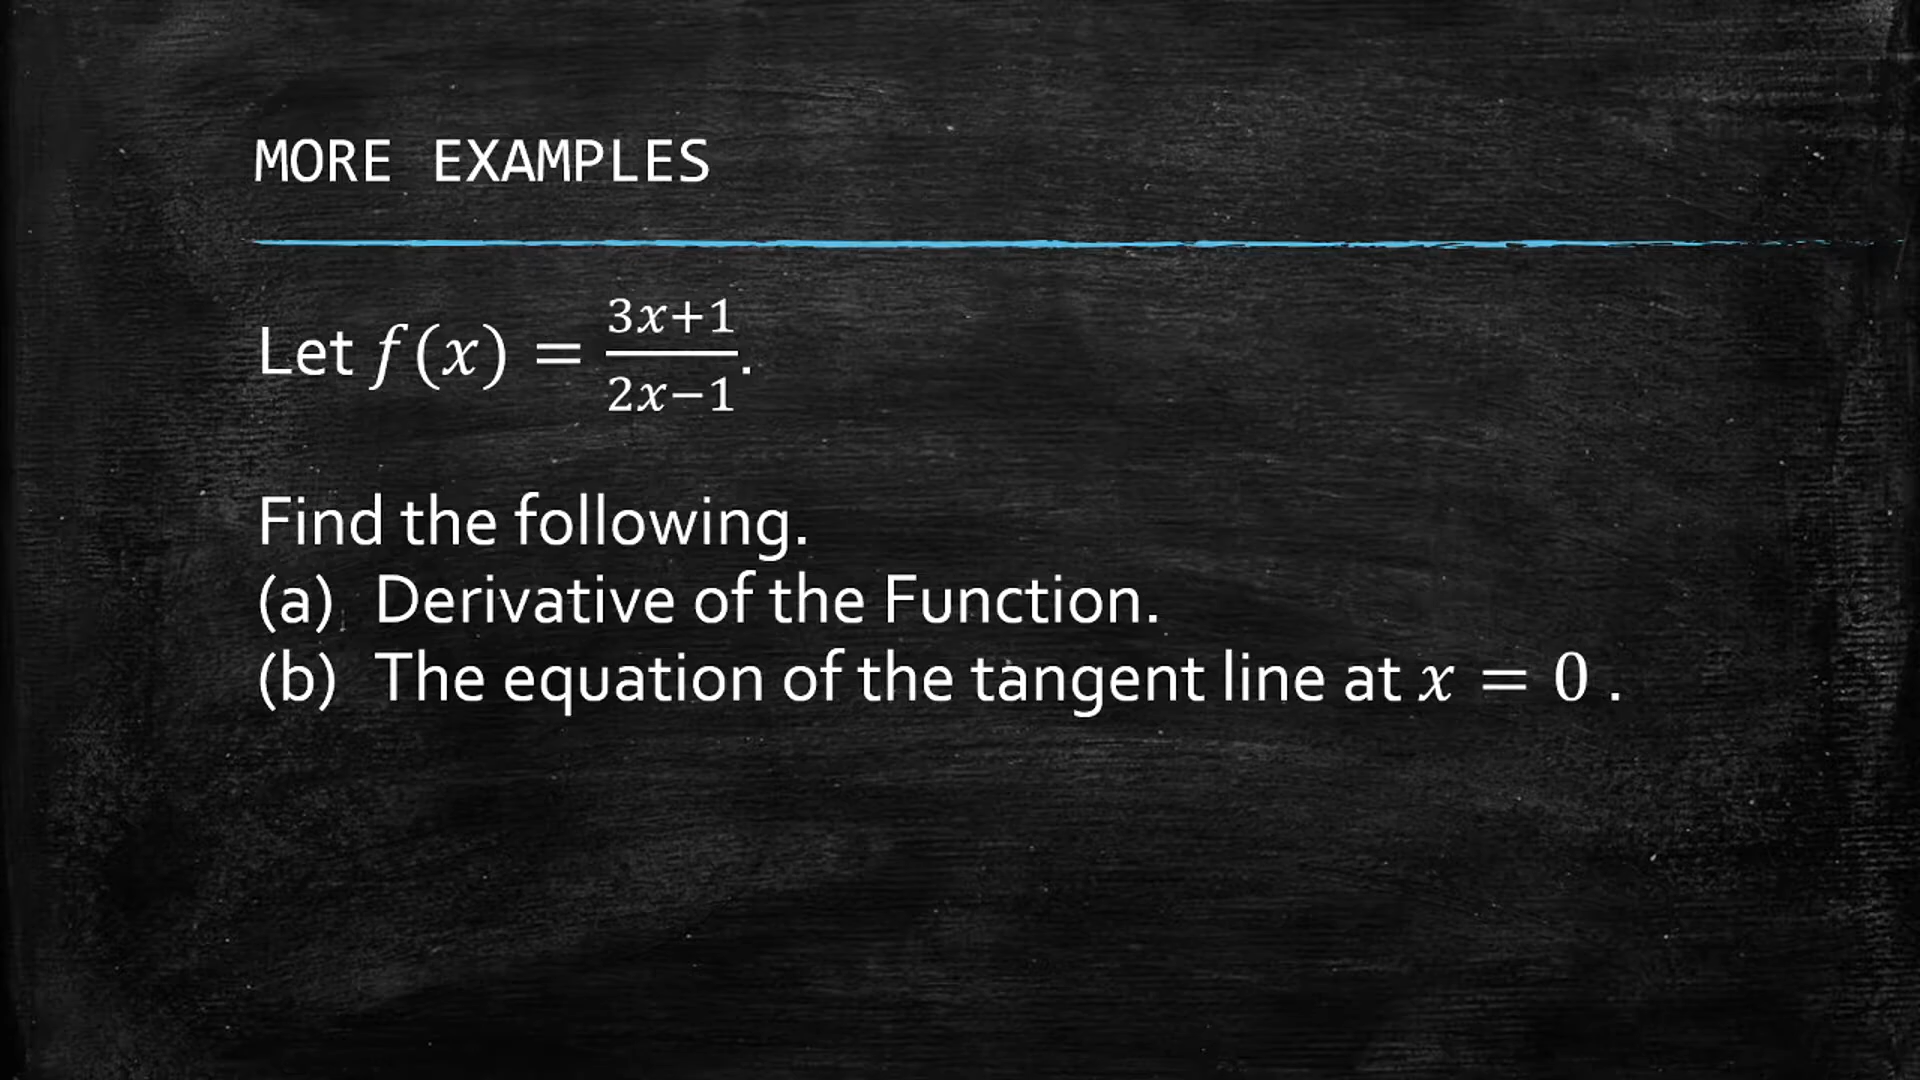 MORE EXAMPLES
Let f(x) = \frac{3x+1}{2x−1}.
Find the following.
(a) Derivative of the Function.
(b) The equation of the tangent line at x = 0 .